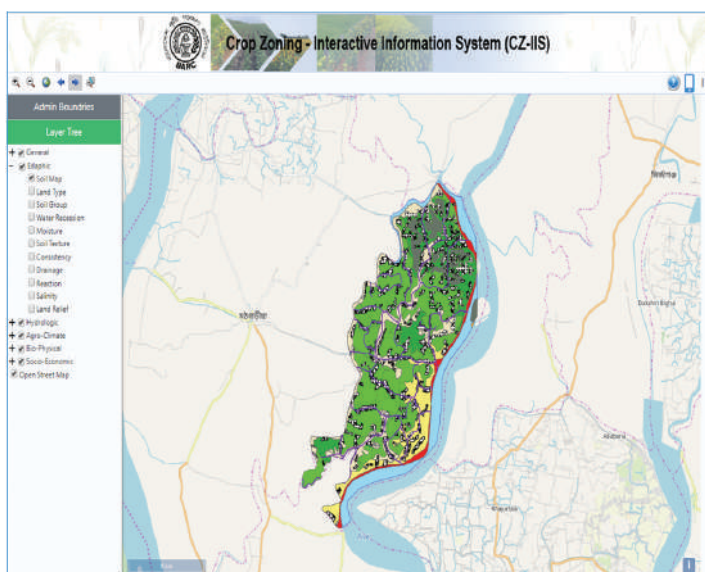 BARC
Crop Zoning - Interactive Information System (CZ-IIS)
Admin Boundries
Layer Tree
General
Edaphic
Soil Map
Land Type
Soil Group
Water Recession
Moisture
Soil Texture
Consistency
Drainage
Reaction
Salinity
Land Relief
Hydrologic
Agro-Climate
Bio-Physical
Socio-Economic
Open Street Map